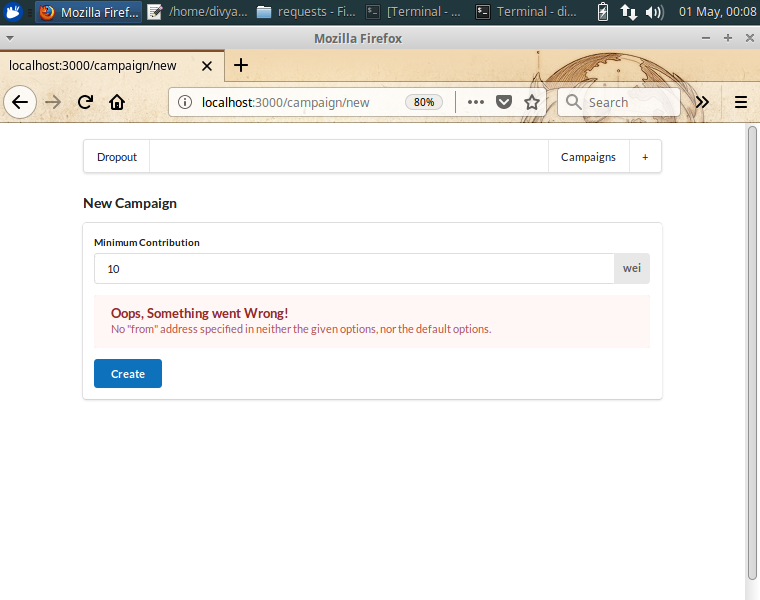 Mozilla Firef...
/home/divya...
requests - Fi...
[Terminal - ...
Terminal - di...
01 May, 00:08
Mozilla Firefox
localhost:3000/campaign/new
localhost:3000/campaign/new
80%
Search
Dropout
Campaigns
+
New Campaign
Minimum Contribution
10
wei
Oops, Something went Wrong!
No "from" address specified in neither the given options, nor the default options.
Create